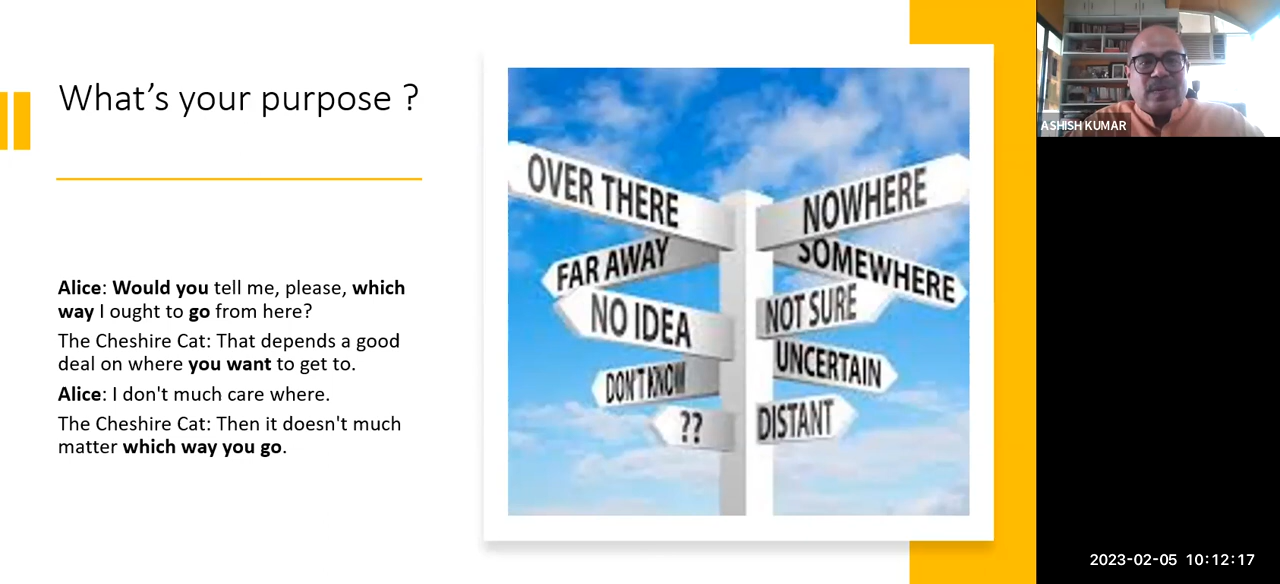 What's your purpose ?
Alice: Would you tell me, please, which
way I ought to go from here?
The Cheshire Cat: That depends a good
deal on where you want to get to.
Alice: I don't much care where.
The Cheshire Cat: Then it doesn't much
matter which way you go.
OVER THERE
NOWHERE
FAR AWAY
SOMEWHERE
NO IDEA
NOT SURE
DON'T KNOW
UNCERTAIN
??
DISTANT
ASHISH KUMAR
2023-02-05 10:12:17